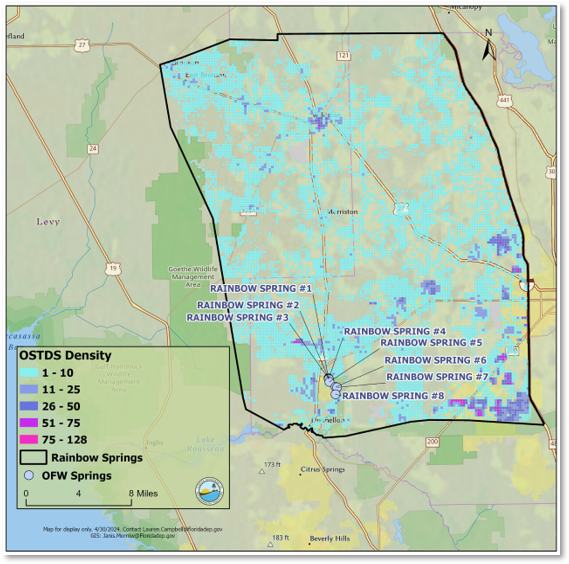 Micanopy
27
121
N
441
24
Levy
Morriston
19
Goethe Wildlife
Management
Area
RAINBOW SPRING #1
RAINBOW SPRING #2
RAINBOW SPRING #3
RAINBOW SPRING #4
RAINBOW SPRING #5
RAINBOW SPRING #6
RAINBOW SPRING #7
RAINBOW SPRING #8
OSTDS Density
1 - 10
11 - 25
26 - 50
51 - 75
75 - 128
Rainbow Springs
OFW Springs
0 4 8 Miles
Inglis
Lake
Rousseau
Dunnellon
200
173 ft
Citrus Springs
183 ft
Beverly Hills
Map for display only. 4/30/2024. Contact Lauren.Campbell@floridadep.gov
GIS: Janis.Morrow@Floridadep.gov